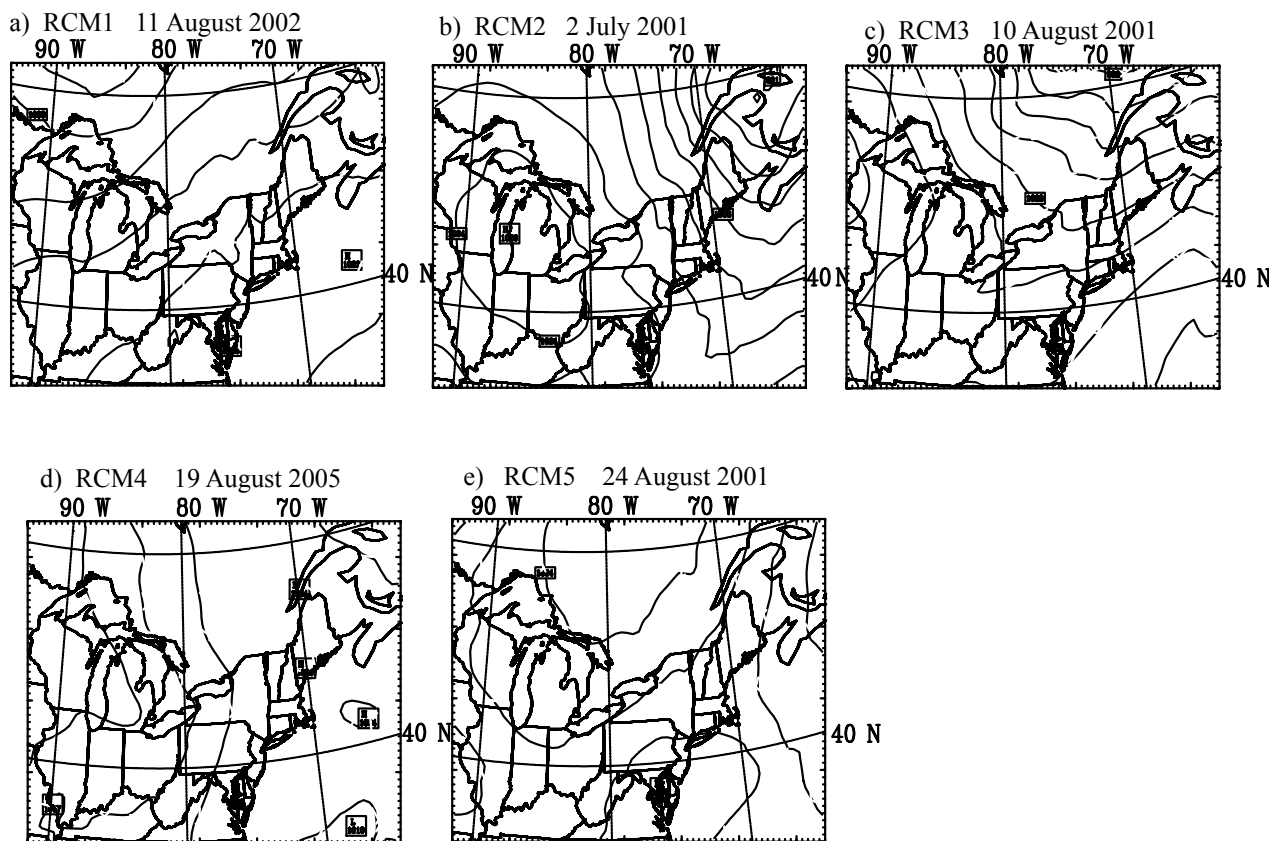 a) RCM1 11 August 2002
90 W 80 W 70 W
40 N
b) RCM2 2 July 2001
90 W 80 W 70 W
40 N
c) RCM3 10 August 2001
90 W 80 W 70 W
40 N
d) RCM4 19 August 2005
90 W 80 W 70 W
40 N
e) RCM5 24 August 2001
90 W 80 W 70 W
40 N